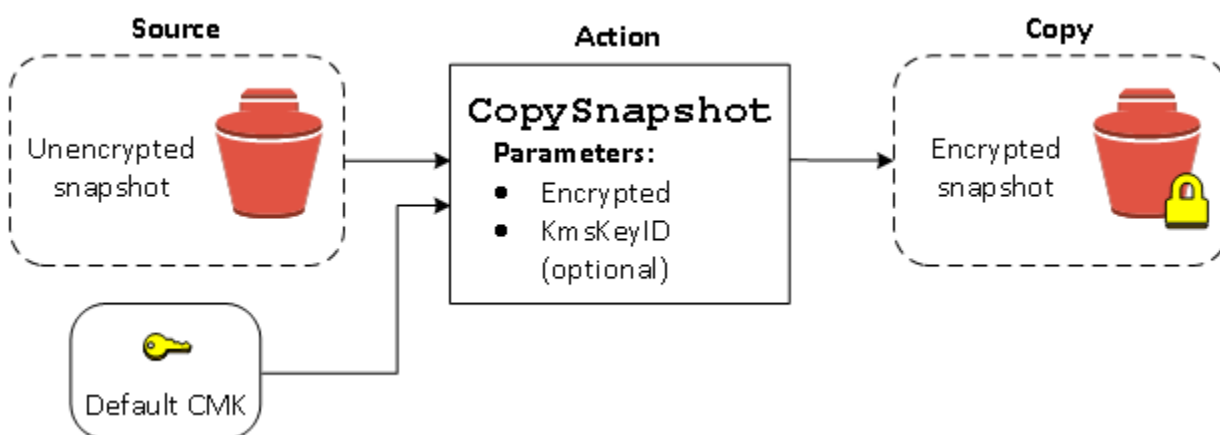 Source
Action
Copy
Unencrypted
snapshot
CopySnapshot
Parameters:
• Encrypted
• KmsKeyID
(optional)
Encrypted
snapshot
Default CMK